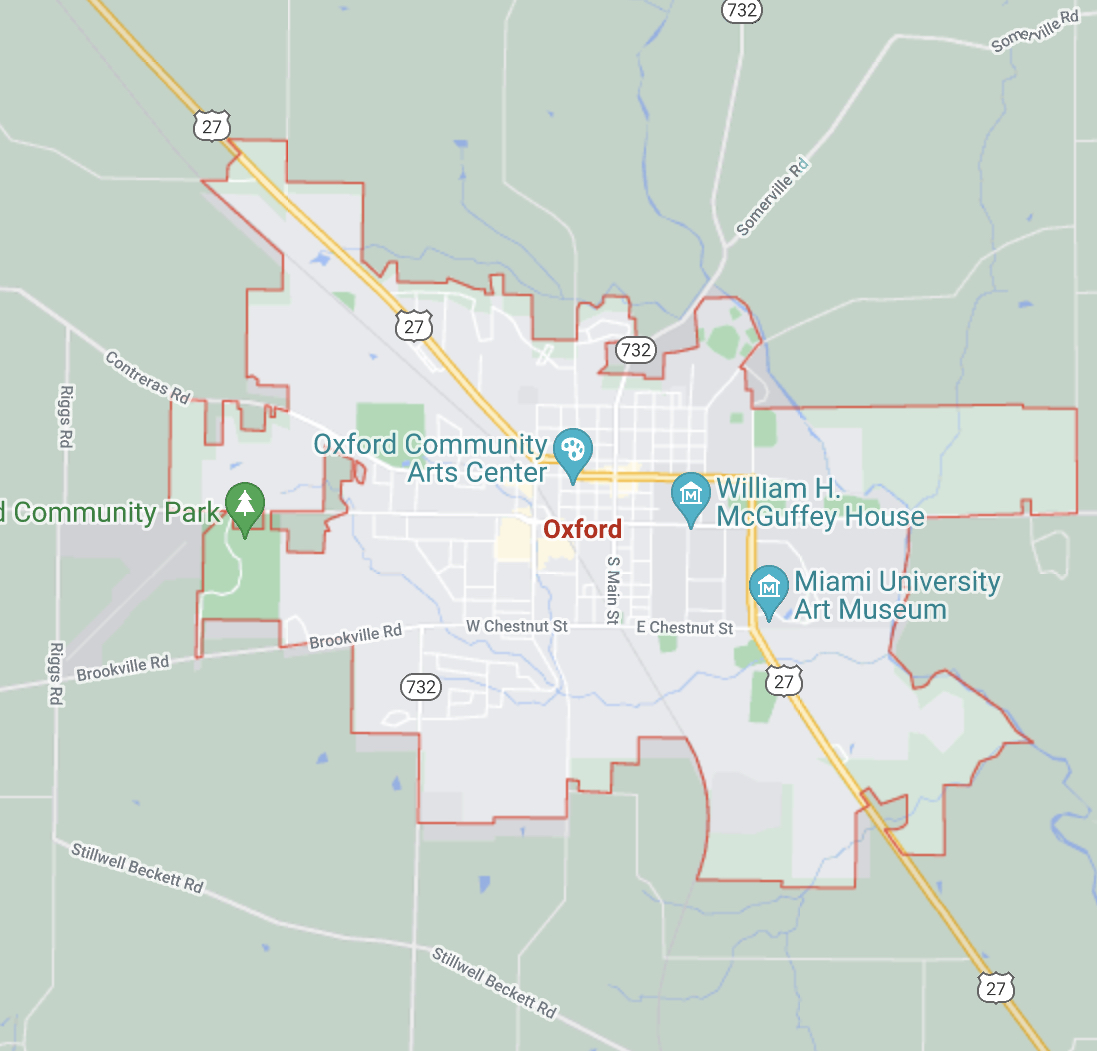 732
Somerville Rd
27
Somerville Rd
27
732
Contreras Rd
Riggs Rd
Oxford Community
Arts Center
William H.
McGuffey House
d Community Park
Oxford
S Main St
Miami University
Art Museum
W Chestnut St
E Chestnut St
Brookville Rd
Brookville Rd
Riggs Rd
732
27
Stillwell Beckett Rd
Stillwell Beckett Rd
27